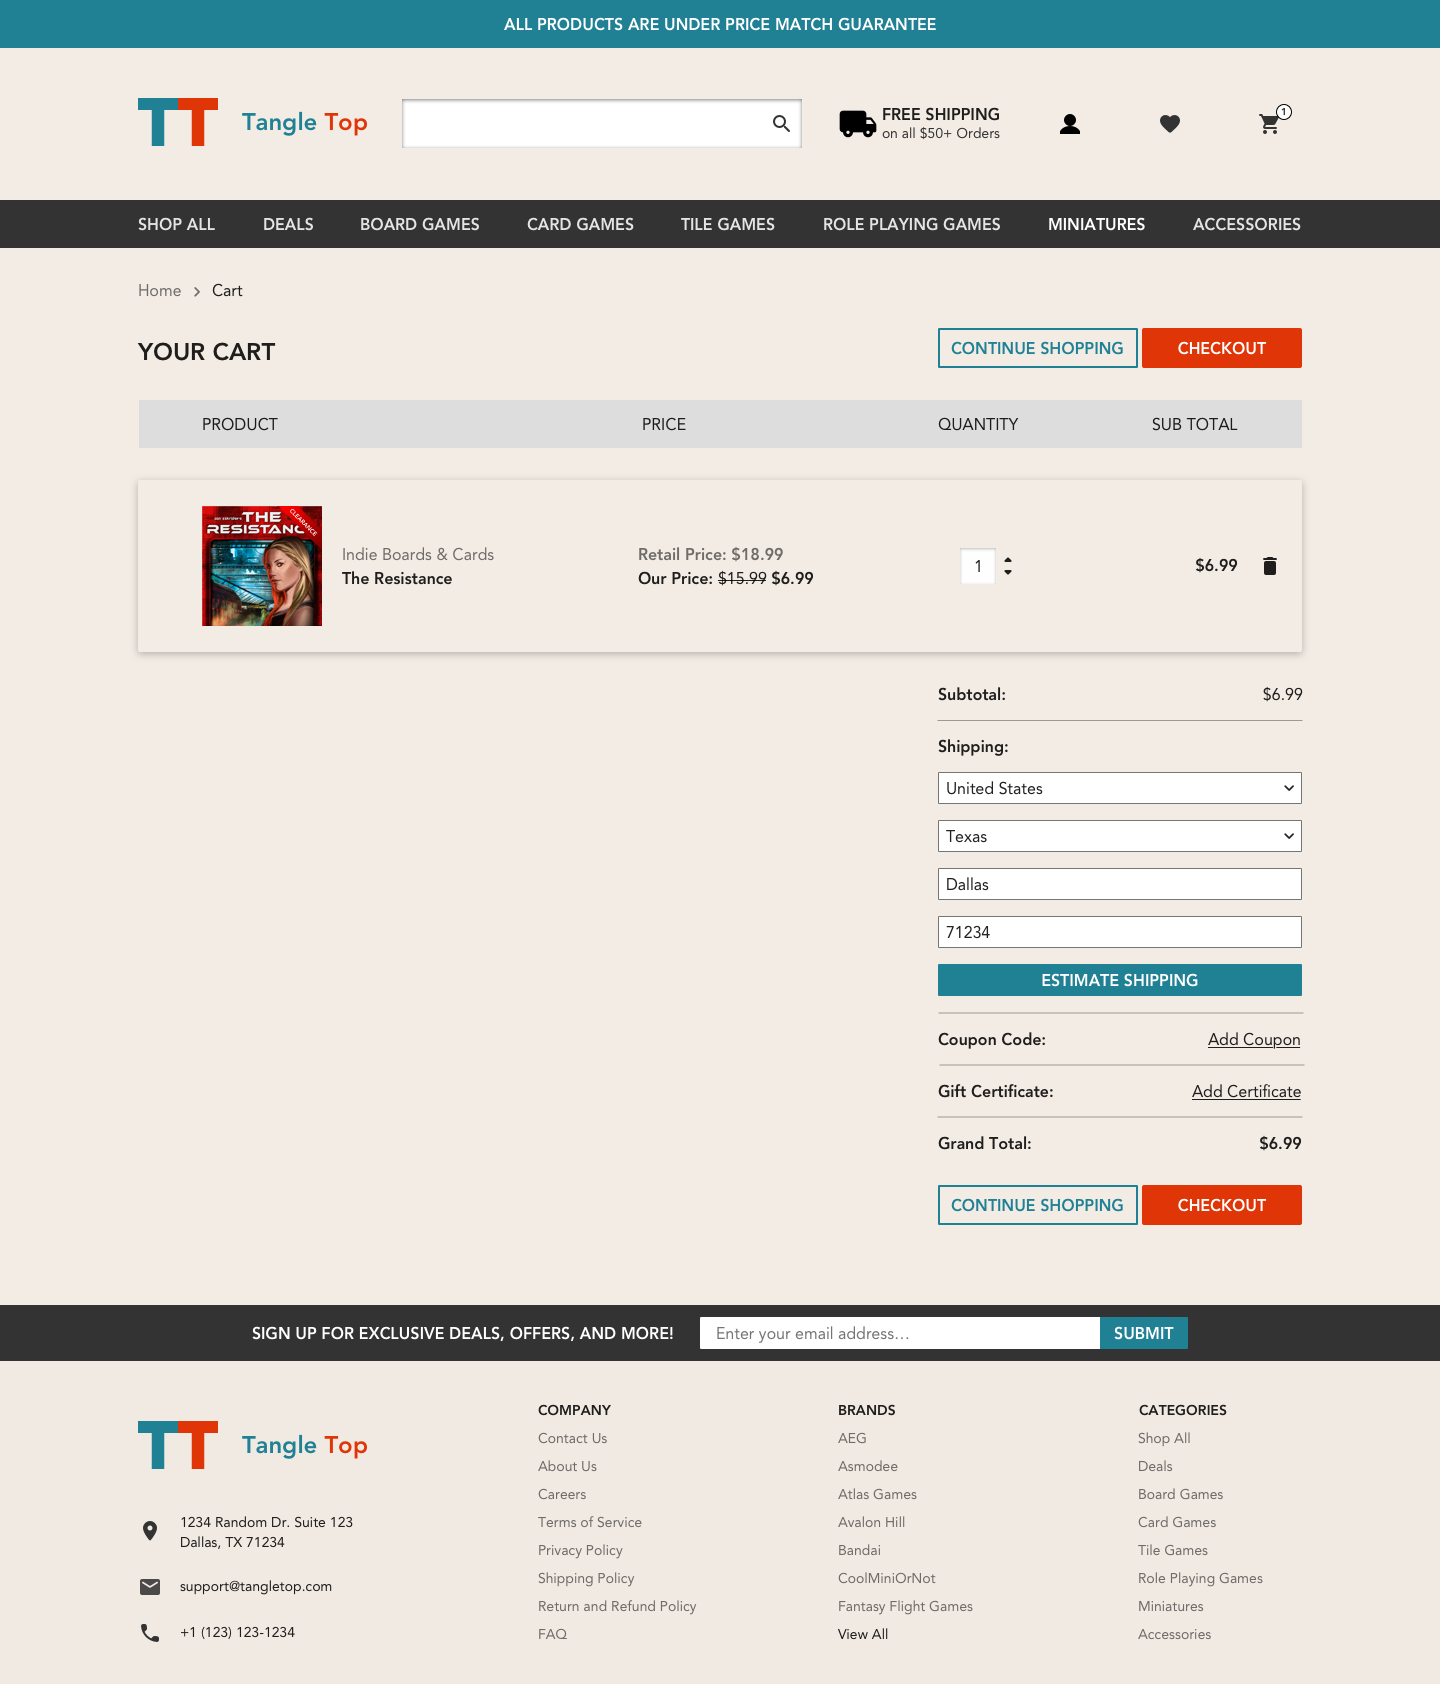 ALL PRODUCTS ARE UNDER PRICE MATCH GUARANTEE
TT Tangle Top
FREE SHIPPING
on all $50+ Orders
1
SHOP ALL DEALS BOARD GAMES CARD GAMES TILE GAMES ROLE PLAYING GAMES MINIATURES ACCESSORIES
Home > Cart
YOUR CART
CONTINUE SHOPPING CHECKOUT
PRODUCT PRICE QUANTITY SUB TOTAL
THE
RESISTANC
CLEARANCE
Indie Boards & Cards
The Resistance
Retail Price: $18.99
Our Price: $15.99 $6.99
1
$6.99
Subtotal: $6.99
Shipping:
United States
Texas
Dallas
71234
ESTIMATE SHIPPING
Coupon Code: Add Coupon
Gift Certificate: Add Certificate
Grand Total: $6.99
CONTINUE SHOPPING CHECKOUT
SIGN UP FOR EXCLUSIVE DEALS, OFFERS, AND MORE! Enter your email address... SUBMIT
TT Tangle Top
1234 Random Dr. Suite 123
Dallas, TX 71234
support@tangletop.com
+1 (123) 123-1234
COMPANY
Contact Us
About Us
Careers
Terms of Service
Privacy Policy
Shipping Policy
Return and Refund Policy
FAQ
BRANDS
AEG
Asmodee
Atlas Games
Avalon Hill
Bandai
CoolMiniOrNot
Fantasy Flight Games
View All
CATEGORIES
Shop All
Deals
Board Games
Card Games
Tile Games
Role Playing Games
Miniatures
Accessories